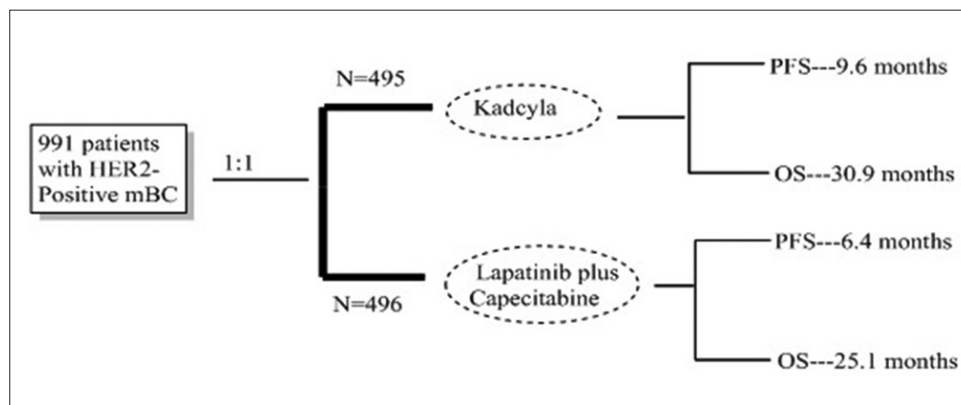 991 patients
with HER2-
Positive mBC
1:1
N=495
Kadcyla
PFS---9.6 months
OS---30.9 months
N=496
Lapatinib plus
Capecitabine
PFS---6.4 months
OS---25.1 months